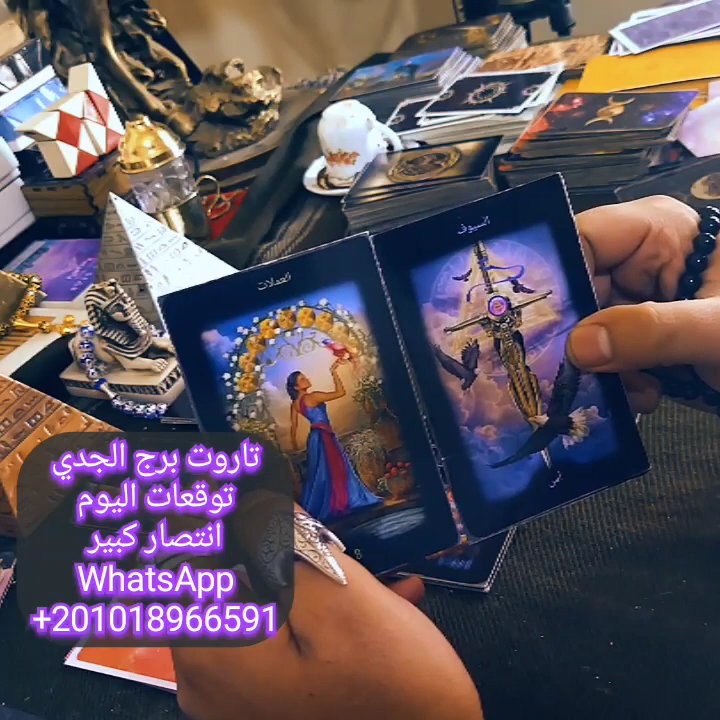 العملات
السيوف
تاروت برج الجدي
توقعات اليوم
انتصار كبير
WhatsApp
+201018966591